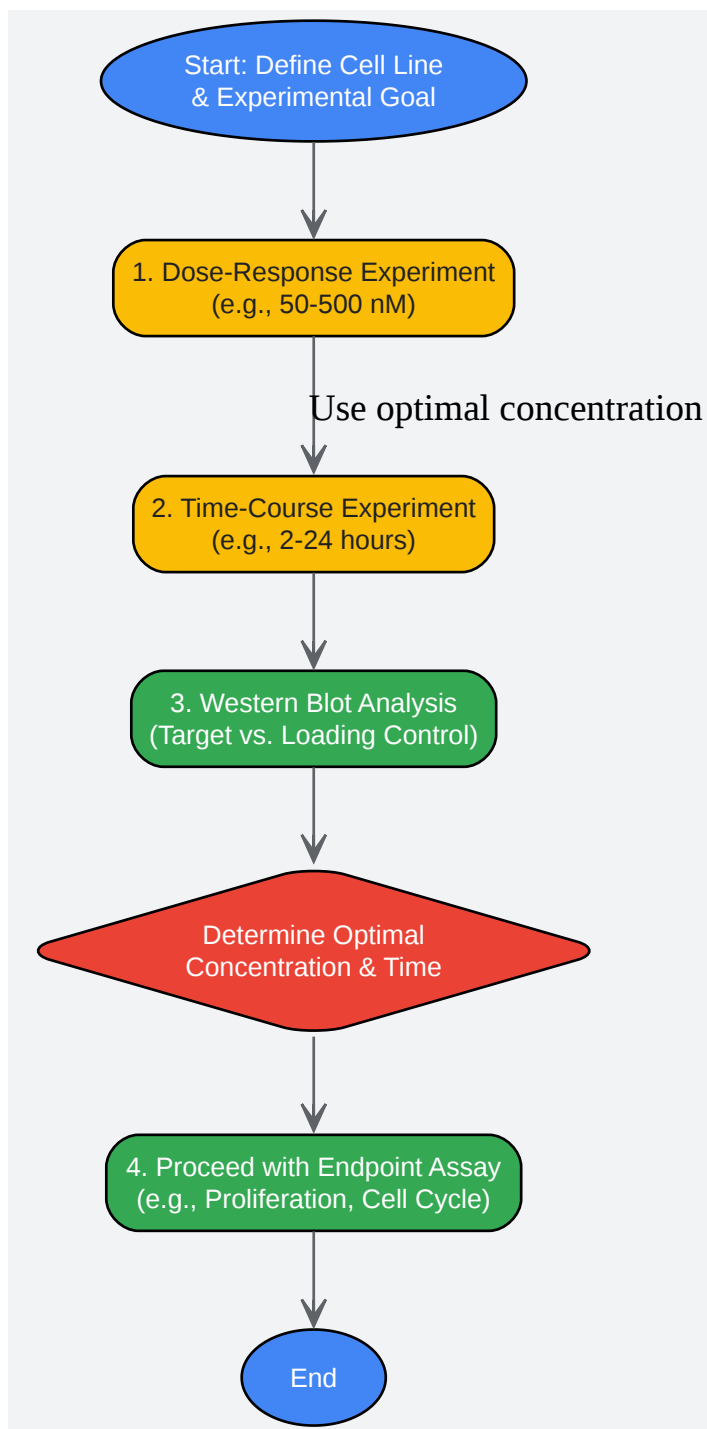 Start: Define Cell Line
& Experimental Goal
1. Dose-Response Experiment
(e.g., 50-500 nM)
Use optimal concentration
2. Time-Course Experiment
(e.g., 2-24 hours)
3. Western Blot Analysis
(Target vs. Loading Control)
Determine Optimal
Concentration & Time
4. Proceed with Endpoint Assay
(e.g., Proliferation, Cell Cycle)
End